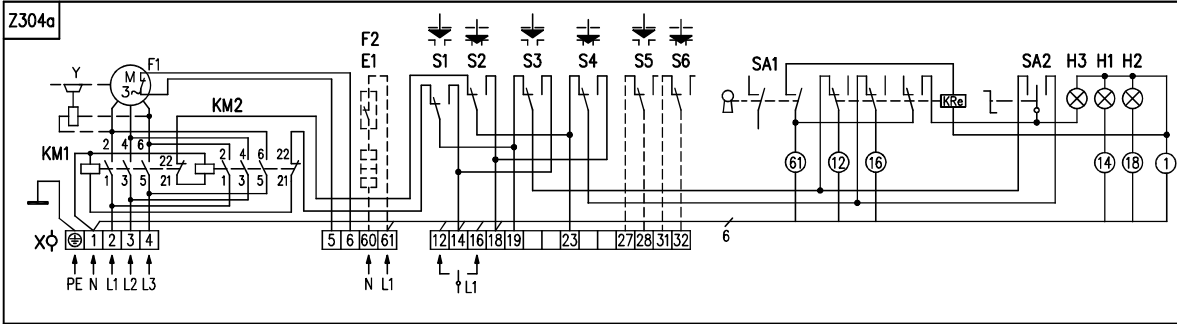 Z304a
F2
E1
S1 S2 S3 S4 S5 S6
SA1 SA2 H3 H1 H2
Y F1
M
3~
KM2
KRe
KM1
2 4 6 22 2 4 6 22
1 3 5 21 1 3 5 21
61 12 16 14 18 1
6
X 1 2 3 4 5 6 60 61 12 14 16 18 19 23 27 28 31 32
PE N L1 L2 L3 N L1 L1